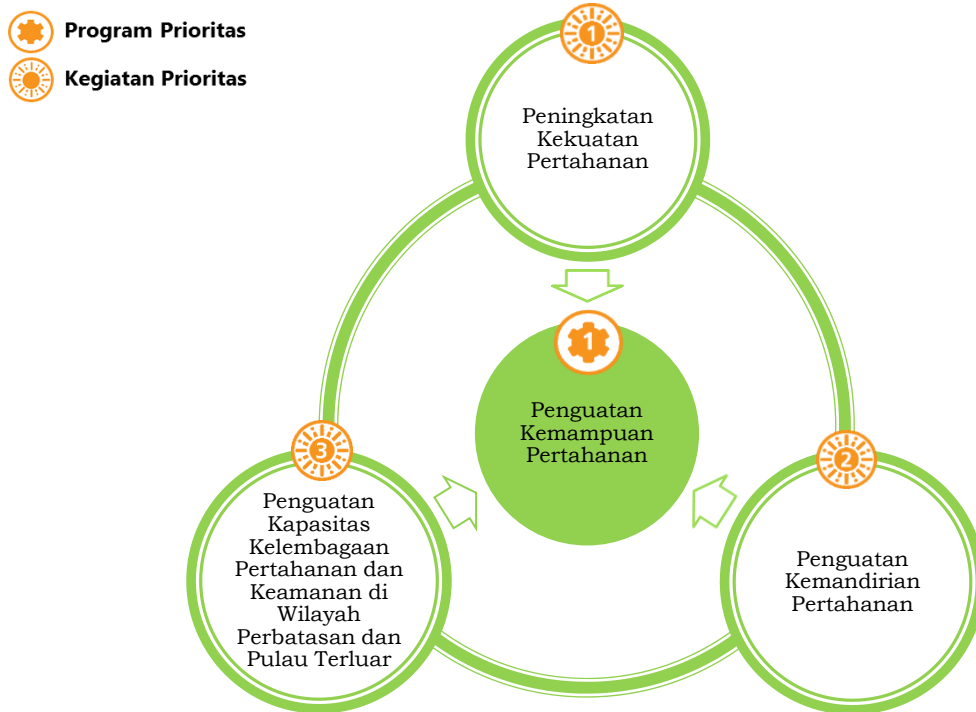 Program Prioritas
Kegiatan Prioritas
1
Peningkatan
Kekuatan
Pertahanan
1
Penguatan
Kemampuan
Pertahanan
3
Penguatan
Kapasitas
Kelembagaan
Pertahanan dan
Keamanan di
Wilayah
Perbatasan dan
Pulau Terluar
2
Penguatan
Kemandirian
Pertahanan